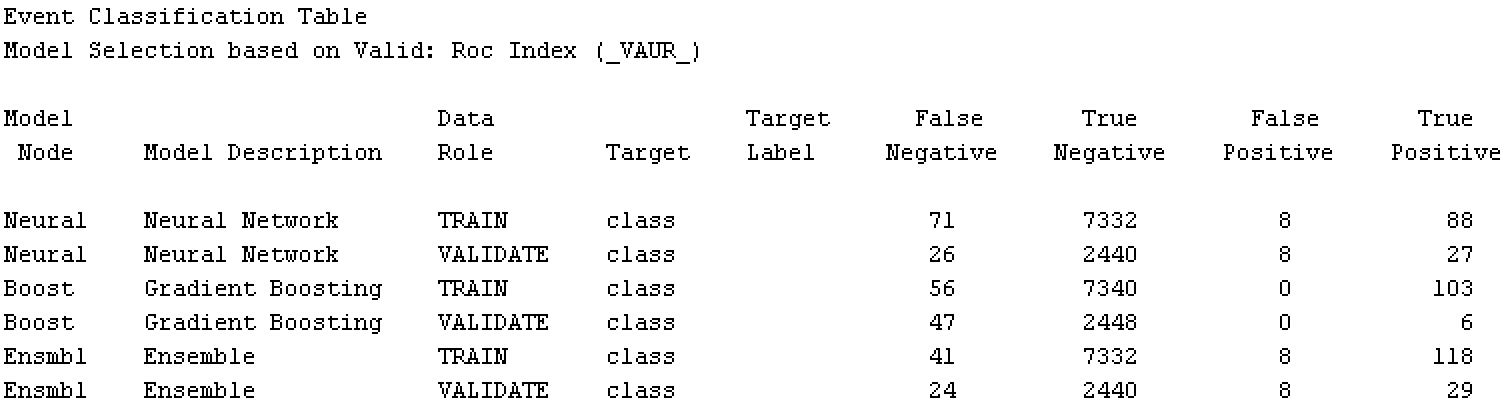 Event Classification Table
Model Selection based on Valid: Roc Index (_VAUR_)
Model Data Target False True False True
Node Model Description Role Target Label Negative Negative Positive Positive
Neural Neural Network TRAIN class 71 7332 8 88
Neural Neural Network VALIDATE class 26 2440 8 27
Boost Gradient Boosting TRAIN class 56 7340 0 103
Boost Gradient Boosting VALIDATE class 47 2448 0 6
Ensmbl Ensemble TRAIN class 41 7332 8 118
Ensmbl Ensemble VALIDATE class 24 2440 8 29